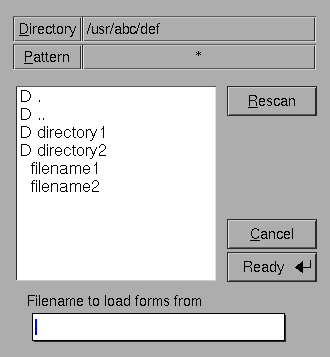 Directory /usr/abc/def
Pattern *
D .
D ..
D directory1
D directory2
filename1
filename2
Rescan
Cancel
Ready
Filename to load forms from